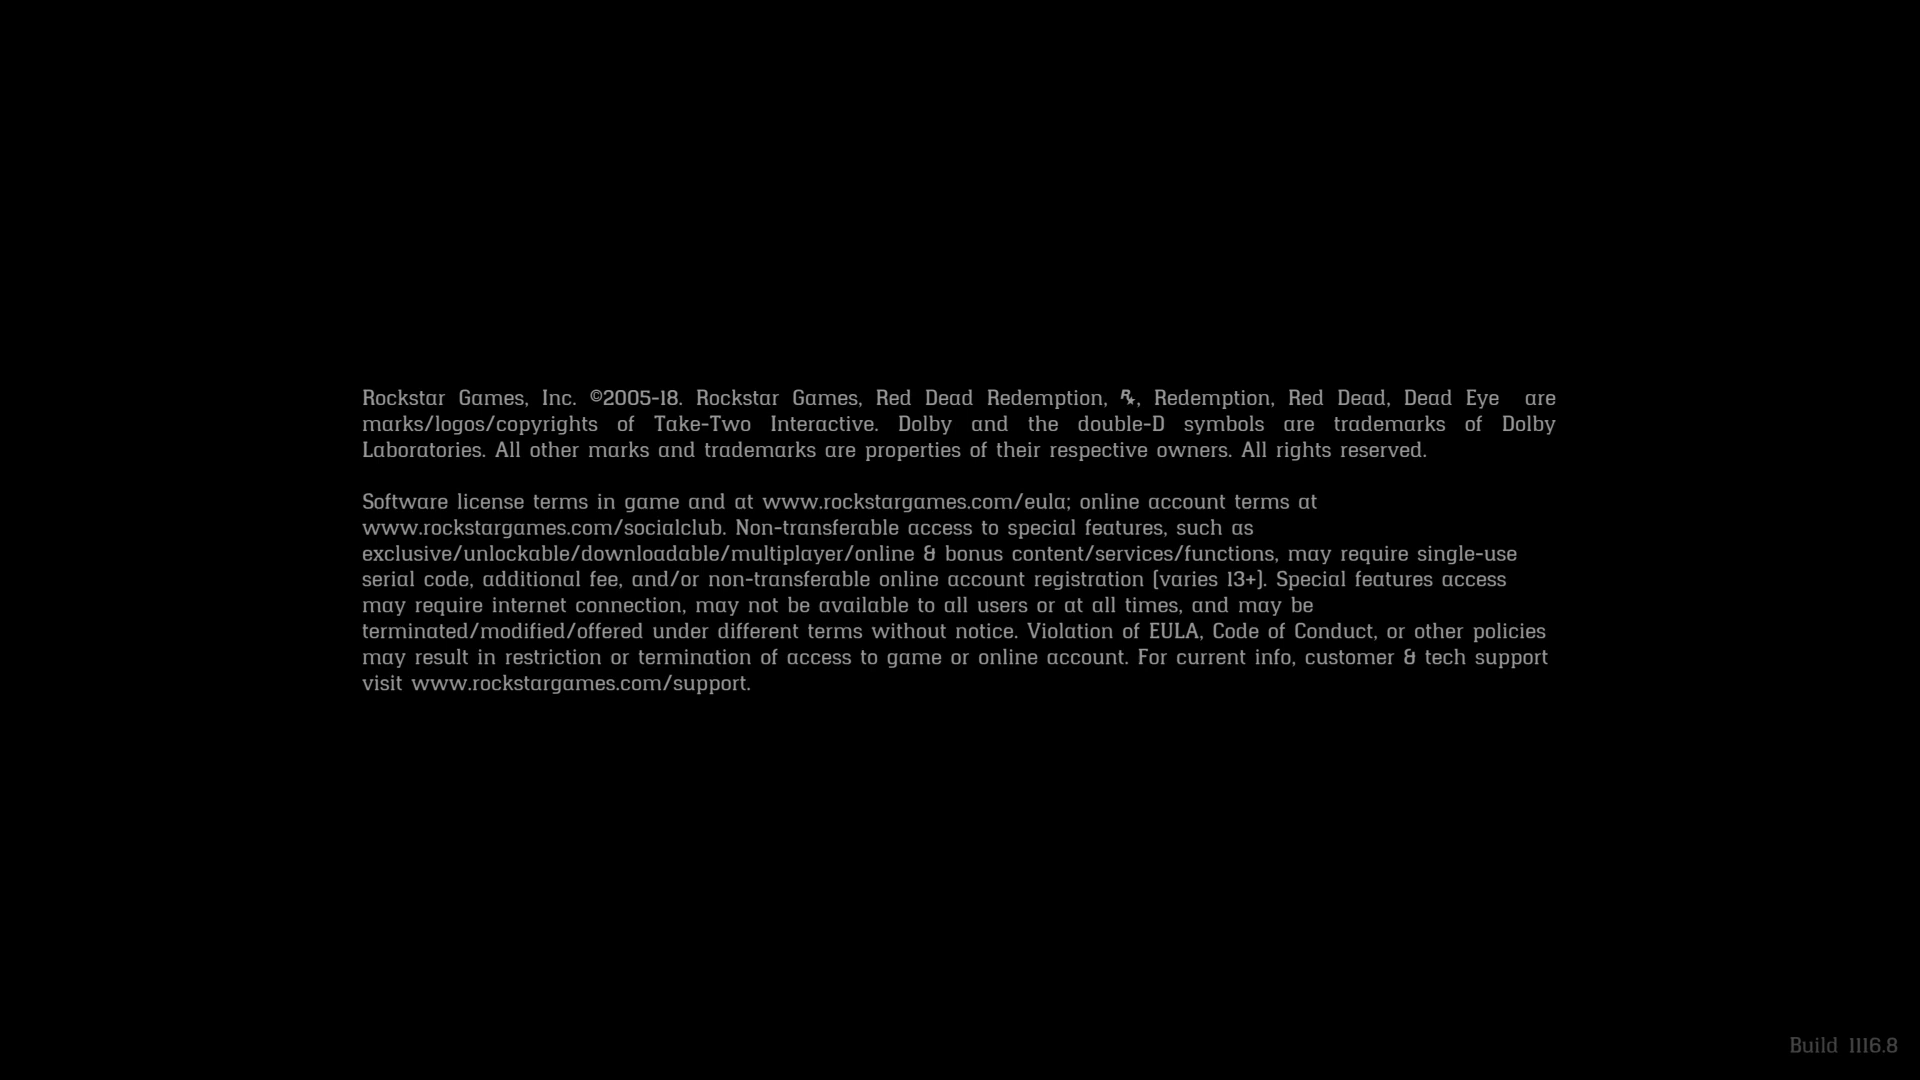 Rockstar Games, Inc. ©2005-18. Rockstar Games, Red Dead Redemption, R★, Redemption, Red Dead, Dead Eye are
marks/logos/copyrights of Take-Two Interactive. Dolby and the double-D symbols are trademarks of Dolby
Laboratories. All other marks and trademarks are properties of their respective owners. All rights reserved.
Software license terms in game and at www.rockstargames.com/eula; online account terms at
www.rockstargames.com/socialclub. Non-transferable access to special features, such as
exclusive/unlockable/downloadable/multiplayer/online & bonus content/services/functions, may require single-use
serial code, additional fee, and/or non-transferable online account registration (varies 13+). Special features access
may require internet connection, may not be available to all users or at all times, and may be
terminated/modified/offered under different terms without notice. Violation of EULA, Code of Conduct, or other policies
may result in restriction or termination of access to game or online account. For current info, customer & tech support
visit www.rockstargames.com/support.
Build 1116.8